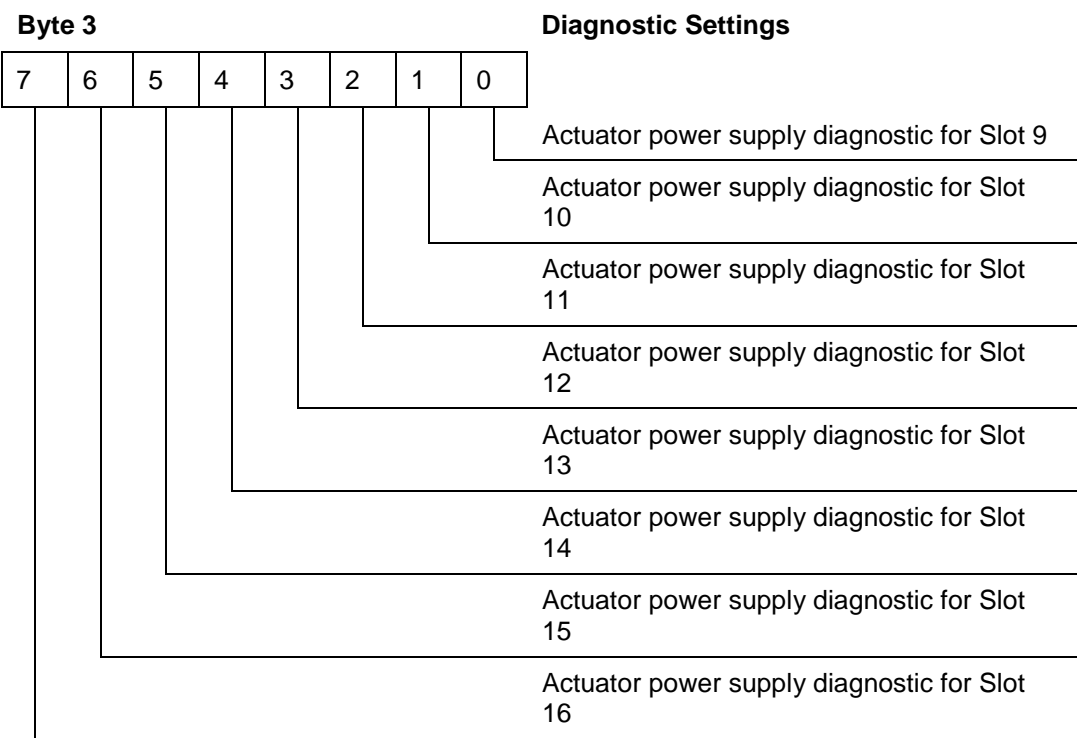 Byte 3 Diagnostic Settings
7 6 5 4 3 2 1 0
Actuator power supply diagnostic for Slot 9
Actuator power supply diagnostic for Slot
10
Actuator power supply diagnostic for Slot
11
Actuator power supply diagnostic for Slot
12
Actuator power supply diagnostic for Slot
13
Actuator power supply diagnostic for Slot
14
Actuator power supply diagnostic for Slot
15
Actuator power supply diagnostic for Slot
16